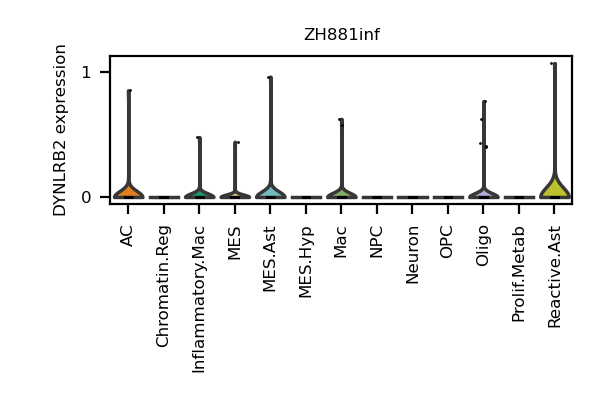 ZH881inf
DYNLRB2 expression
1
0
AC
Chromatin.Reg
Inflammatory.Mac
MES
MES.Ast
MES.Hyp
Mac
NPC
Neuron
OPC
Oligo
Prolif.Metab
Reactive.Ast